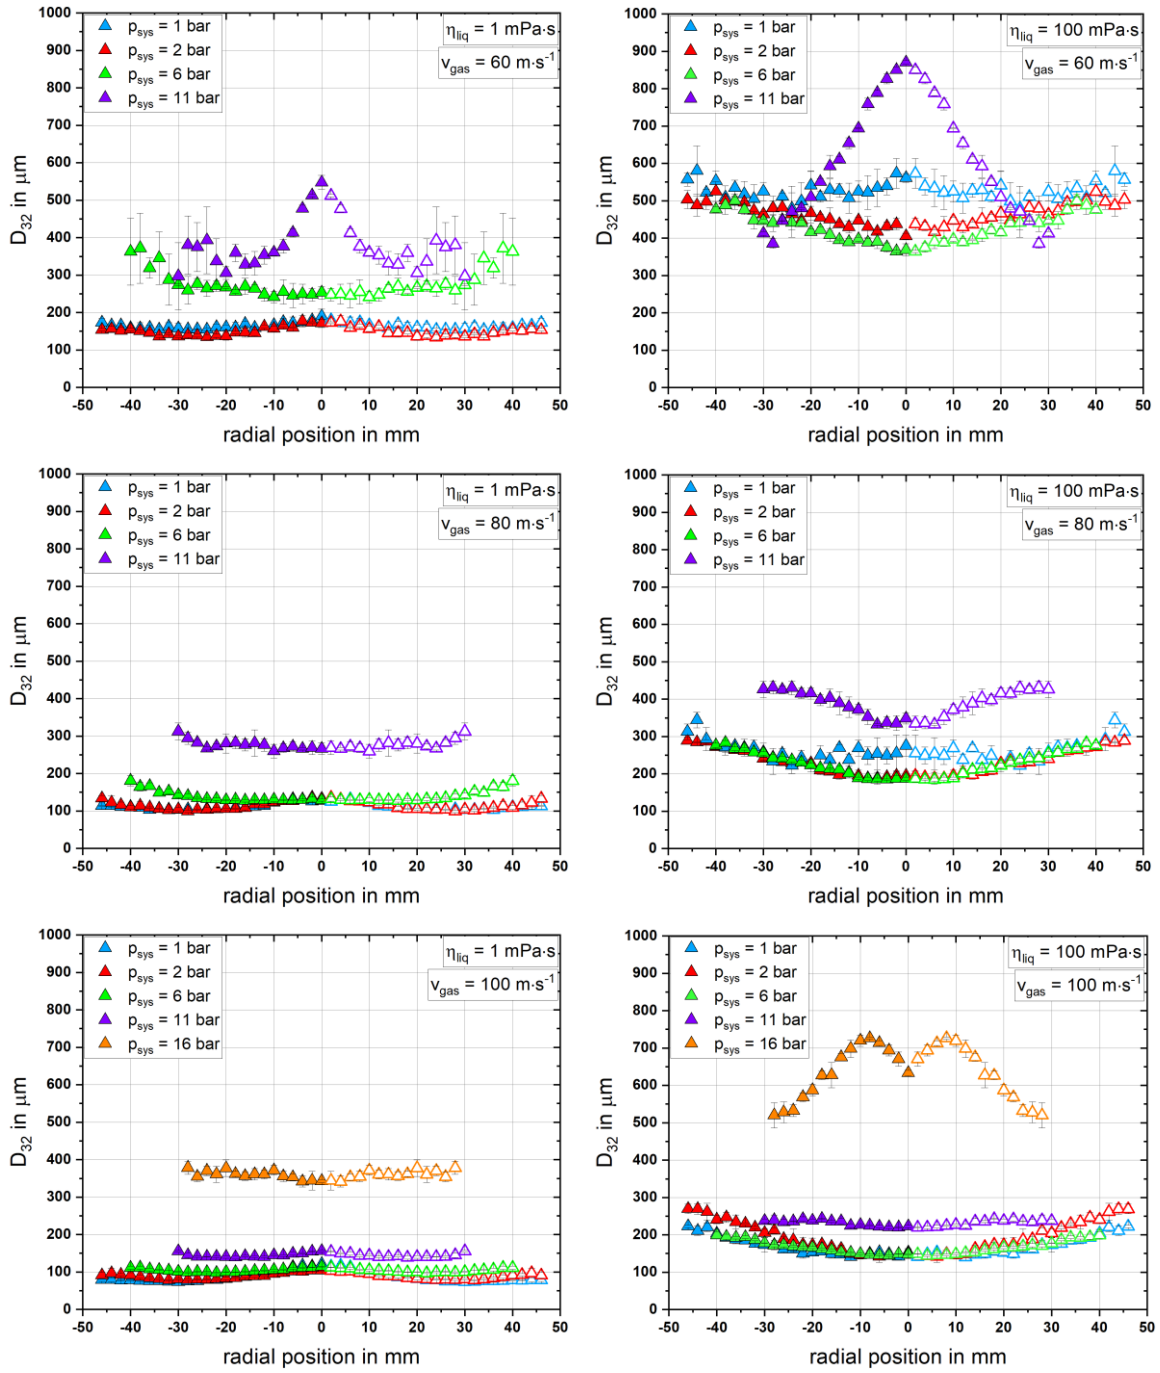 1000
900
800
700
600
500
400
300
200
100
0
D32 in μm
psys = 1 bar
psys = 2 bar
psys = 6 bar
psys = 11 bar
ηliq = 1 mPa·s
vgas = 60 m·s-1
-50 -40 -30 -20 -10 0 10 20 30 40 50
radial position in mm
1000
900
800
700
600
500
400
300
200
100
0
D32 in μm
psys = 1 bar
psys = 2 bar
psys = 6 bar
psys = 11 bar
ηliq = 100 mPa·s
vgas = 60 m·s-1
-50 -40 -30 -20 -10 0 10 20 30 40 50
radial position in mm
1000
900
800
700
600
500
400
300
200
100
0
D32 in μm
psys = 1 bar
psys = 2 bar
psys = 6 bar
psys = 11 bar
ηliq = 1 mPa·s
vgas = 80 m·s-1
-50 -40 -30 -20 -10 0 10 20 30 40 50
radial position in mm
1000
900
800
700
600
500
400
300
200
100
0
D32 in μm
psys = 1 bar
psys = 2 bar
psys = 6 bar
psys = 11 bar
ηliq = 100 mPa·s
vgas = 80 m·s-1
-50 -40 -30 -20 -10 0 10 20 30 40 50
radial position in mm
1000
900
800
700
600
500
400
300
200
100
0
D32 in μm
psys = 1 bar
psys = 2 bar
psys = 6 bar
psys = 11 bar
psys = 16 bar
ηliq = 1 mPa·s
vgas = 100 m·s-1
-50 -40 -30 -20 -10 0 10 20 30 40 50
radial position in mm
1000
900
800
700
600
500
400
300
200
100
0
D32 in μm
psys = 1 bar
psys = 2 bar
psys = 6 bar
psys = 11 bar
psys = 16 bar
ηliq = 100 mPa·s
vgas = 100 m·s-1
-50 -40 -30 -20 -10 0 10 20 30 40 50
radial position in mm